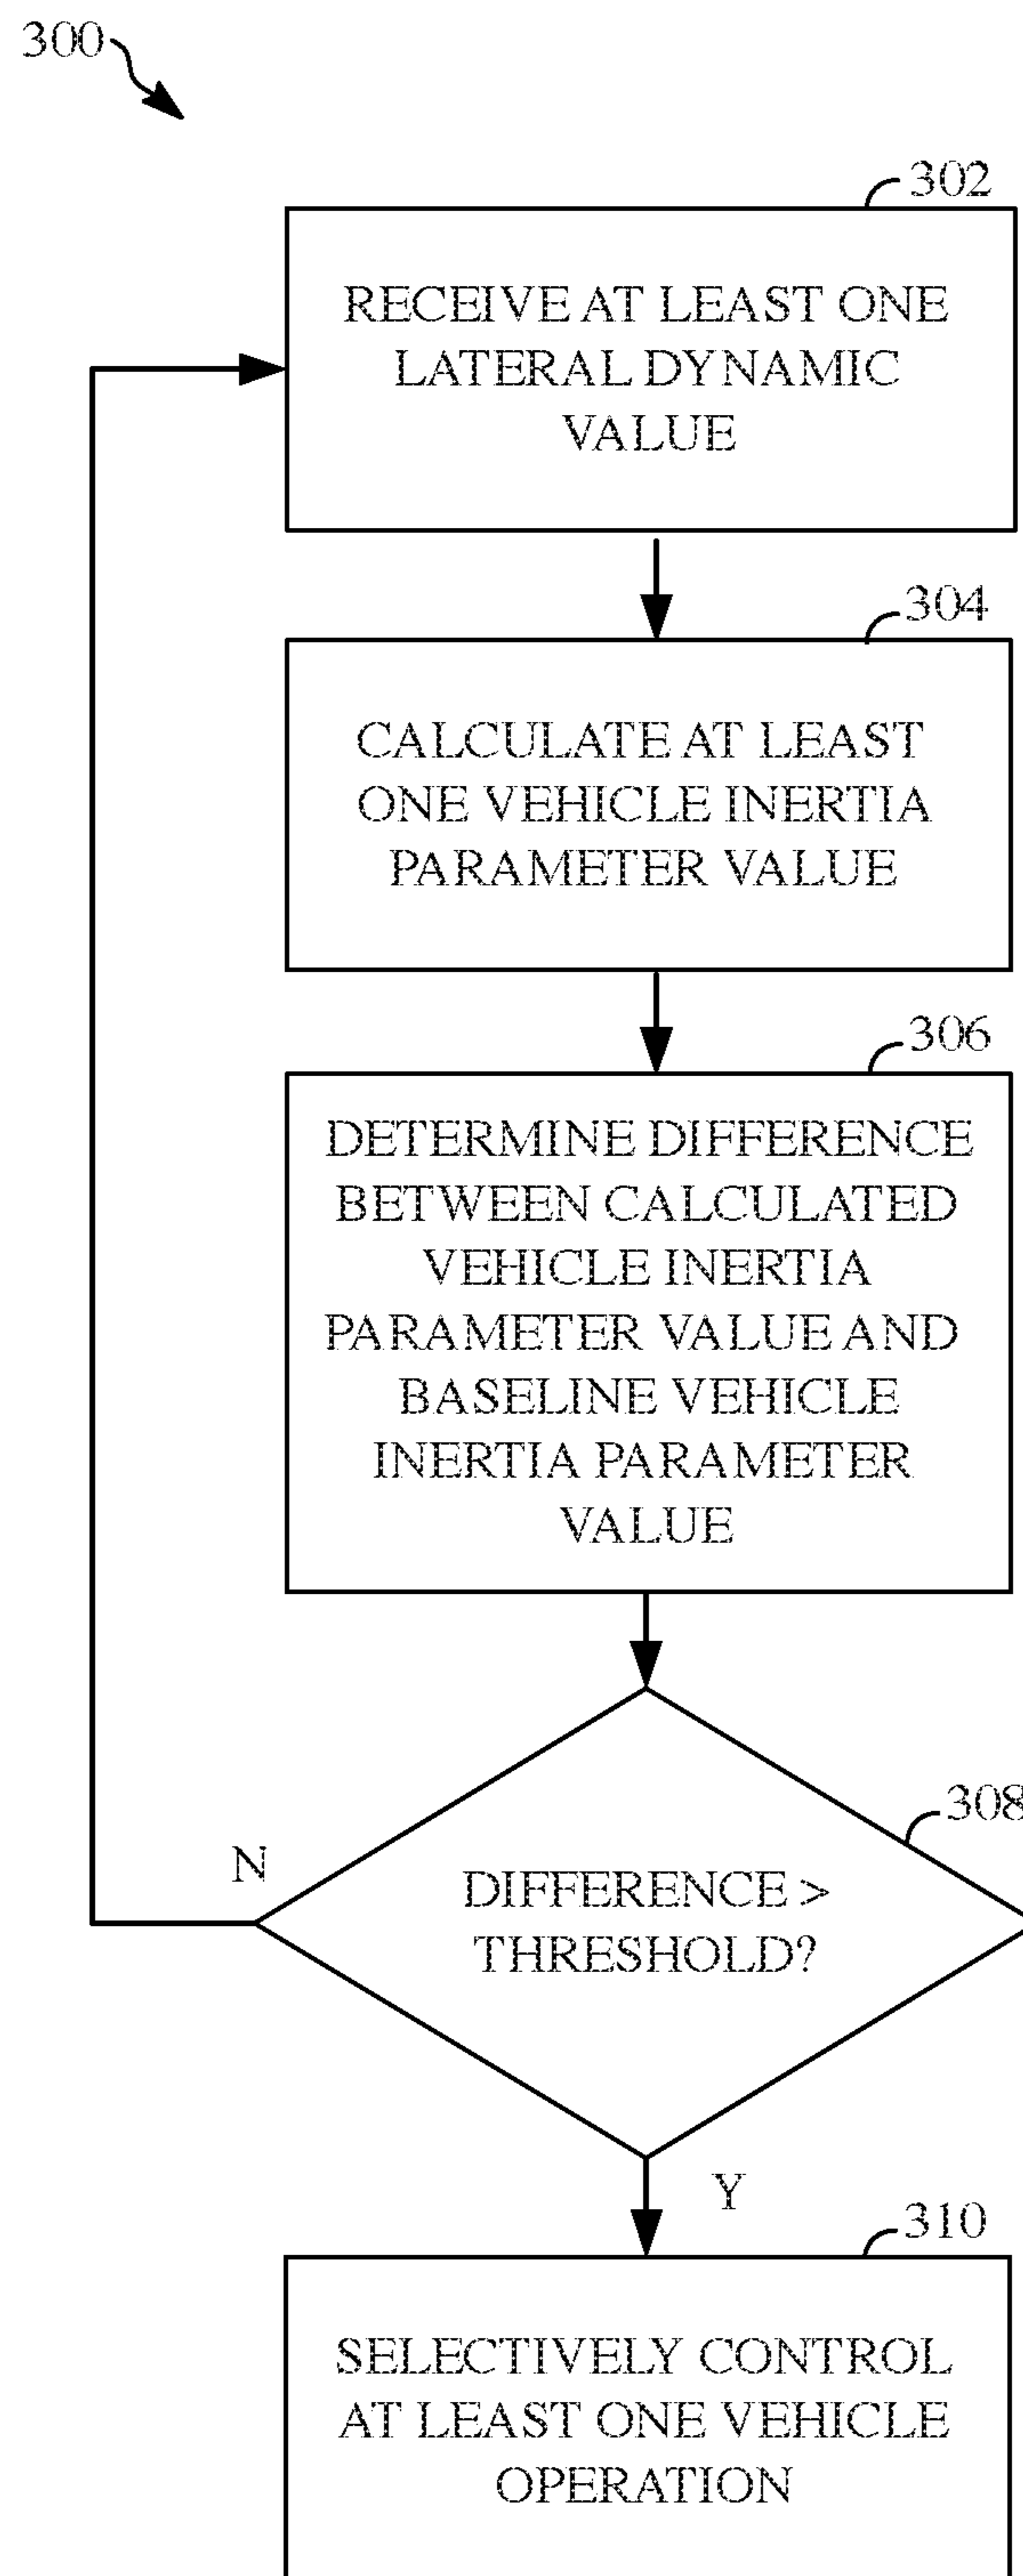 300
302
RECEIVE AT LEAST ONE
LATERAL DYNAMIC
VALUE
304
CALCULATE AT LEAST
ONE VEHICLE INERTIA
PARAMETER VALUE
306
DETERMINE DIFFERENCE
BETWEEN CALCULATED
VEHICLE INERTIA
PARAMETER VALUE AND
BASELINE VEHICLE
INERTIA PARAMETER
VALUE
308
N
DIFFERENCE >
THRESHOLD?
Y
310
SELECTIVELY CONTROL
AT LEAST ONE VEHICLE
OPERATION